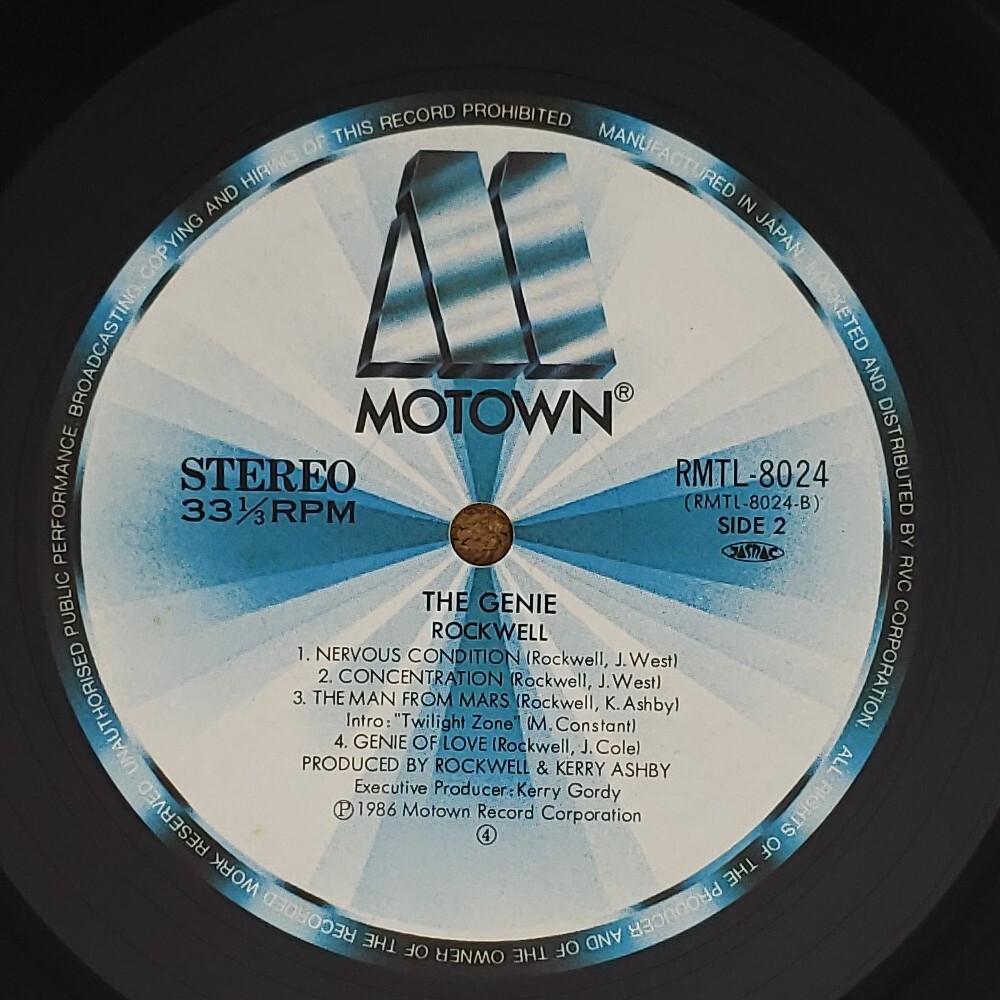 MANUFACTURED IN JAPAN. MARKETED AND DISTRIBUTED BY RVC CORPORATION. ALL RIGHTS OF THE PRODUCER AND OF THE OWNER OF THE RECORDED WORK RESERVED. UNAUTHORISED PUBLIC PERFORMANCE, BROADCASTING, COPYING AND HIRING OF THIS RECORD PROHIBITED
MOTOWN®
STEREO
33 1/3 RPM
RMTL-8024
(RMTL-8024-B)
SIDE 2
JASRAC
THE GENIE
ROCKWELL
1. NERVOUS CONDITION (Rockwell, J. West)
2. CONCENTRATION (Rockwell, J. West)
3. THE MAN FROM MARS (Rockwell, K. Ashby)
Intro: "Twilight Zone" (M. Constant)
4. GENIE OF LOVE (Rockwell, J. Cole)
PRODUCED BY ROCKWELL & KERRY ASHBY
Executive Producer: Kerry Gordy
℗ 1986 Motown Record Corporation
④